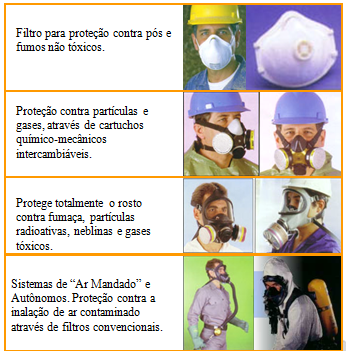 Filtro para proteção contra pós e
fumos não tóxicos.
Proteção contra partículas e
gases, através de cartuchos
químico-mecânicos
intercambiáveis.
Protege totalmente o rosto
contra fumaça, partículas
radioativas, neblinas e gases
tóxicos.
Sistemas de “Ar Mandado” e
Autônomos. Proteção contra a
inalação de ar contaminado
através de filtros convencionais.